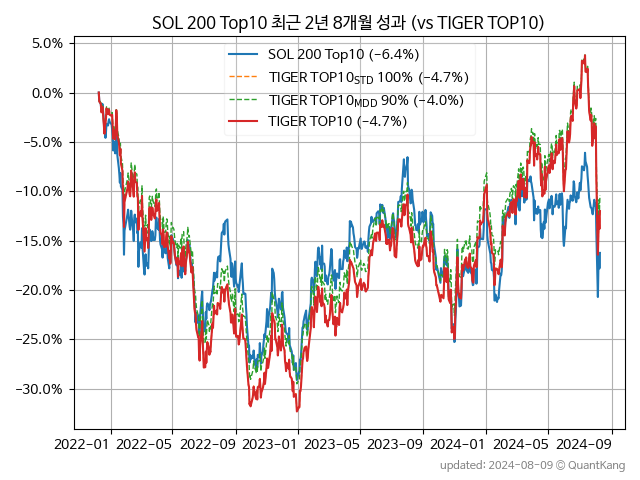 SOL 200 Top10 최근 2년 8개월 성과 (vs TIGER TOP10)
SOL 200 Top10 (−6.4%)
TIGER TOP10STD 100% (−4.7%)
TIGER TOP10MDD 90% (−4.0%)
TIGER TOP10 (−4.7%)
5.0%
0.0%
−5.0%
−10.0%
−15.0%
−20.0%
−25.0%
−30.0%
2022-01 2022-05 2022-09 2023-01 2023-05 2023-09 2024-01 2024-05 2024-09
updated: 2024-08-09 © QuantKang